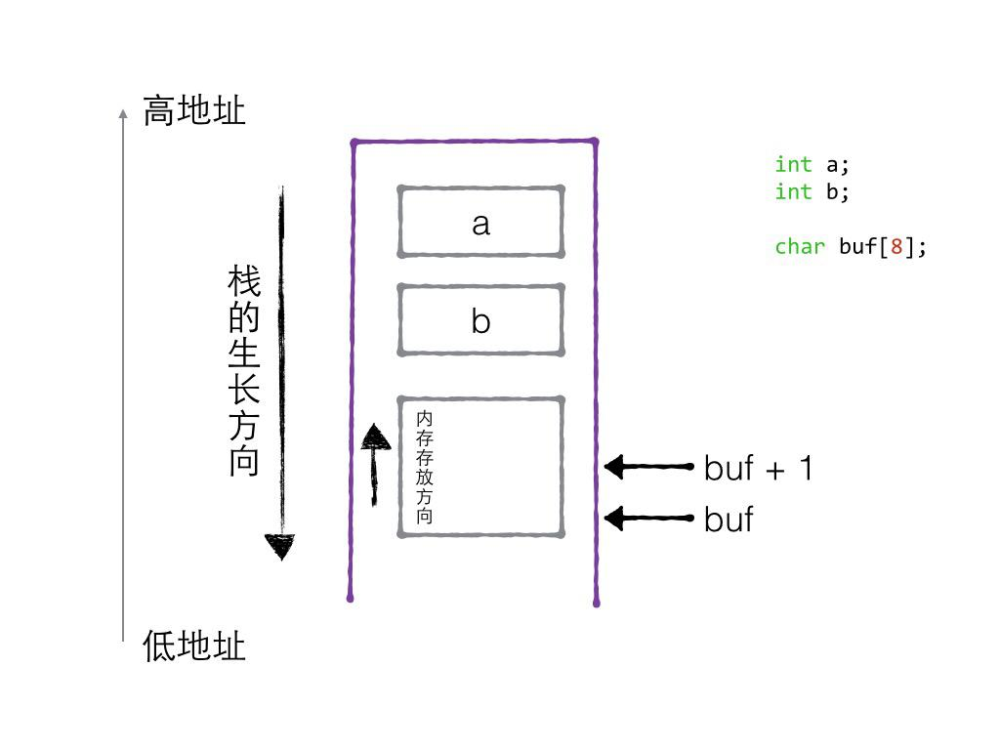 高地址
int a;
int b;
char buf[8];
a
栈的生长方向
b
内存存放方向
buf + 1
buf
低地址